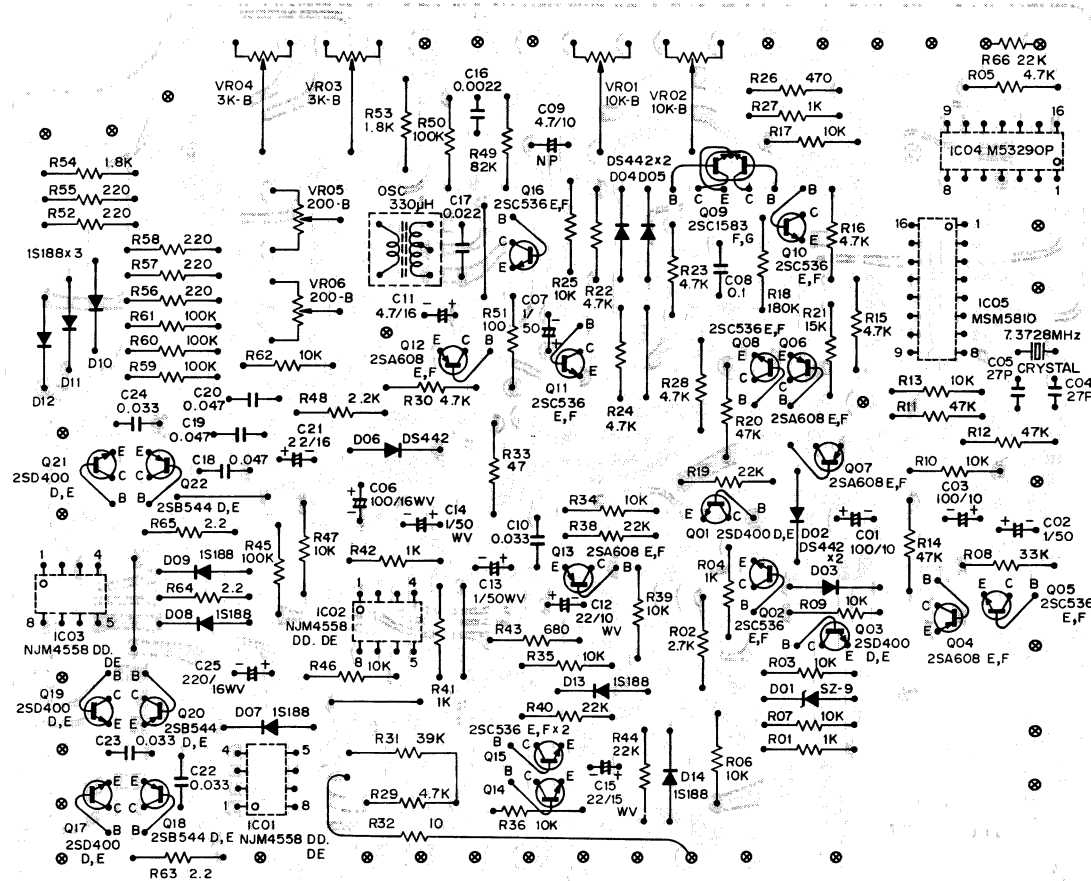 VR04
3K-B
VR03
3K-B
C16
0.0022
R53
1.8K
R50
100K
R49
82K
C09
4.7/10
NP
VR01
10K-B
VR02
10K-B
R26 470
R27 1K
R17 10K
R66 22K
R05 4.7K
9 16
IC04 M53290P
8 1
R54 1.8K
R55 220
R52 220
VR05
200-B
OSC
330μH
C17
0.022
Q16
2SC536 E,F
DS442×2
D04 D05
B C E E C B
Q09
2SC1583
F,G
B
C
E
Q10
2SC536
E,F
R16
4.7K
16 1
IC05
MSM5810
9 8
R58 220
R57 220
R56 220
R61 100K
R60 100K
R59 100K
1S188×3
D10
D11
D12
VR06
200-B
B
C
E
R25
10K
R22
4.7K
R23
4.7K
C08
0.1
R18
180K
R21
15K
R15
4.7K
7.3728MHz
CRYSTAL
C05
27P
C04
27P
C11
4.7/16
R51
100
C07
1/
50
Q12
2SA608
E,F
E C B
B
C
E
Q11
2SC536
E,F
R24
4.7K
2SC536 E,F
Q08 Q06
E E
C C
B B
2SA608 E,F
R28
4.7K
R20
47K
R62 10K
R30 4.7K
R13 10K
R11 47K
R12 47K
R10 10K
C24
0.033
C20
0.047
C19
0.047
C18 0.047
R48 2.2K
C21
22/16
D06 DS442
R33
47
R19 22K
Q07
2SA608 E,F
B E C
C03
100/10
C02
1/50
Q21
2SD400
D,E
E E
C C
B B
Q22
2SB544 D,E
C06
100/16WV
C14
1/50
WV
C10
0.033
R34 10K
R38 22K
Q13
2SA608 E,F
E C B
E C B
Q01 2SD400 D,E
D02
DS442
×2
C01
100/10
R14
47K
R08 33K
R65 2.2
R45
100K
R47
10K
R42 1K
C13
1/50WV
C12
22/10
WV
R39
10K
R04
1K
D03
R09 10K
Q02
2SC536
E,F
E
C
B
B C E
Q03
2SD400
D,E
B
C
E
Q04
2SA608 E,F
E C B
Q05
2SC536
E,F
1 4
8 5
IC03
NJM4558 DD.
DE
D09 1S188
R64 2.2
D08 1S188
1 4
IC02
NJM4558
DD. DE
8 5
R43 680
R02
2.7K
R03 10K
D01 SZ-9
R07 10K
R01 1K
C25
220/
16WV
R46 10K
R41
1K
R35 10K
D13 1S188
R40 22K
B B
C C
E E
Q19
2SD400
D,E
Q20
2SB544
D,E
D07 1S188
C23
0.033
C22
0.033
4 5
1 8
IC01
NJM4558 DD.
DE
R31 39K
R29 4.7K
R32 10
2SC536 E,F×2
Q15
B C E
Q14
B C E
R36 10K
C15
22/15
WV
R44
22K
D14
1S188
R06
10K
E E
C C
B B
Q17
2SD400
D,E
Q18
2SB544 D,E
R63 2.2